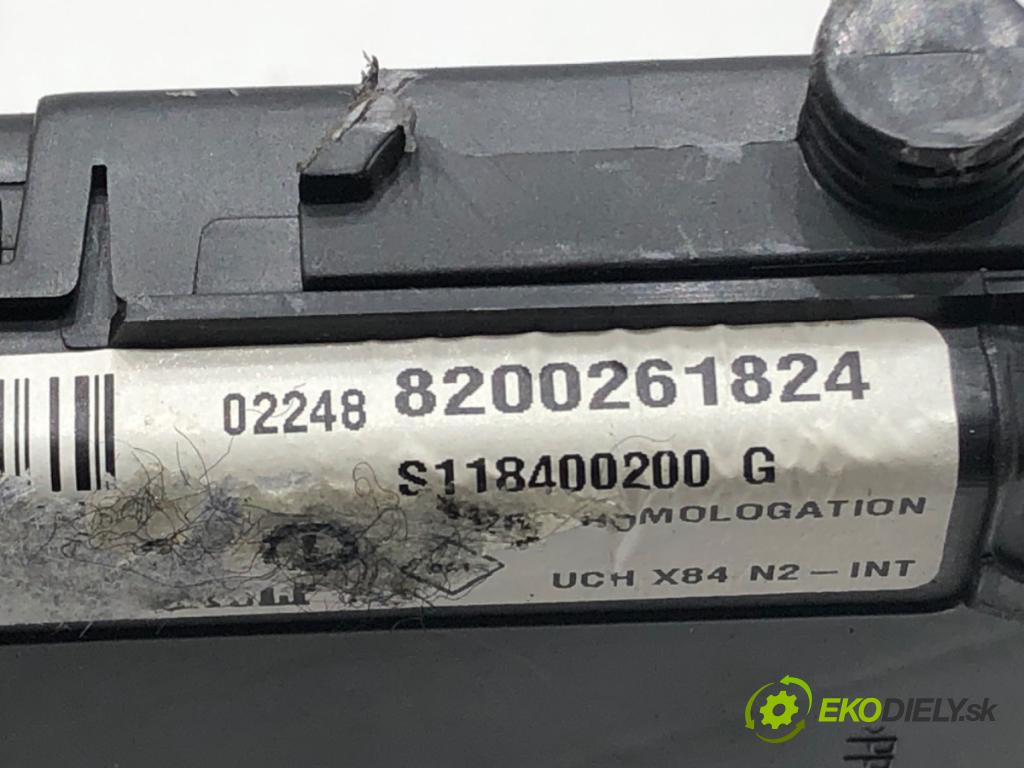 02248 8200261824
S118400200 G
HOMOLOGATION
UCH X84 N2-INT
EKODIELY.sk